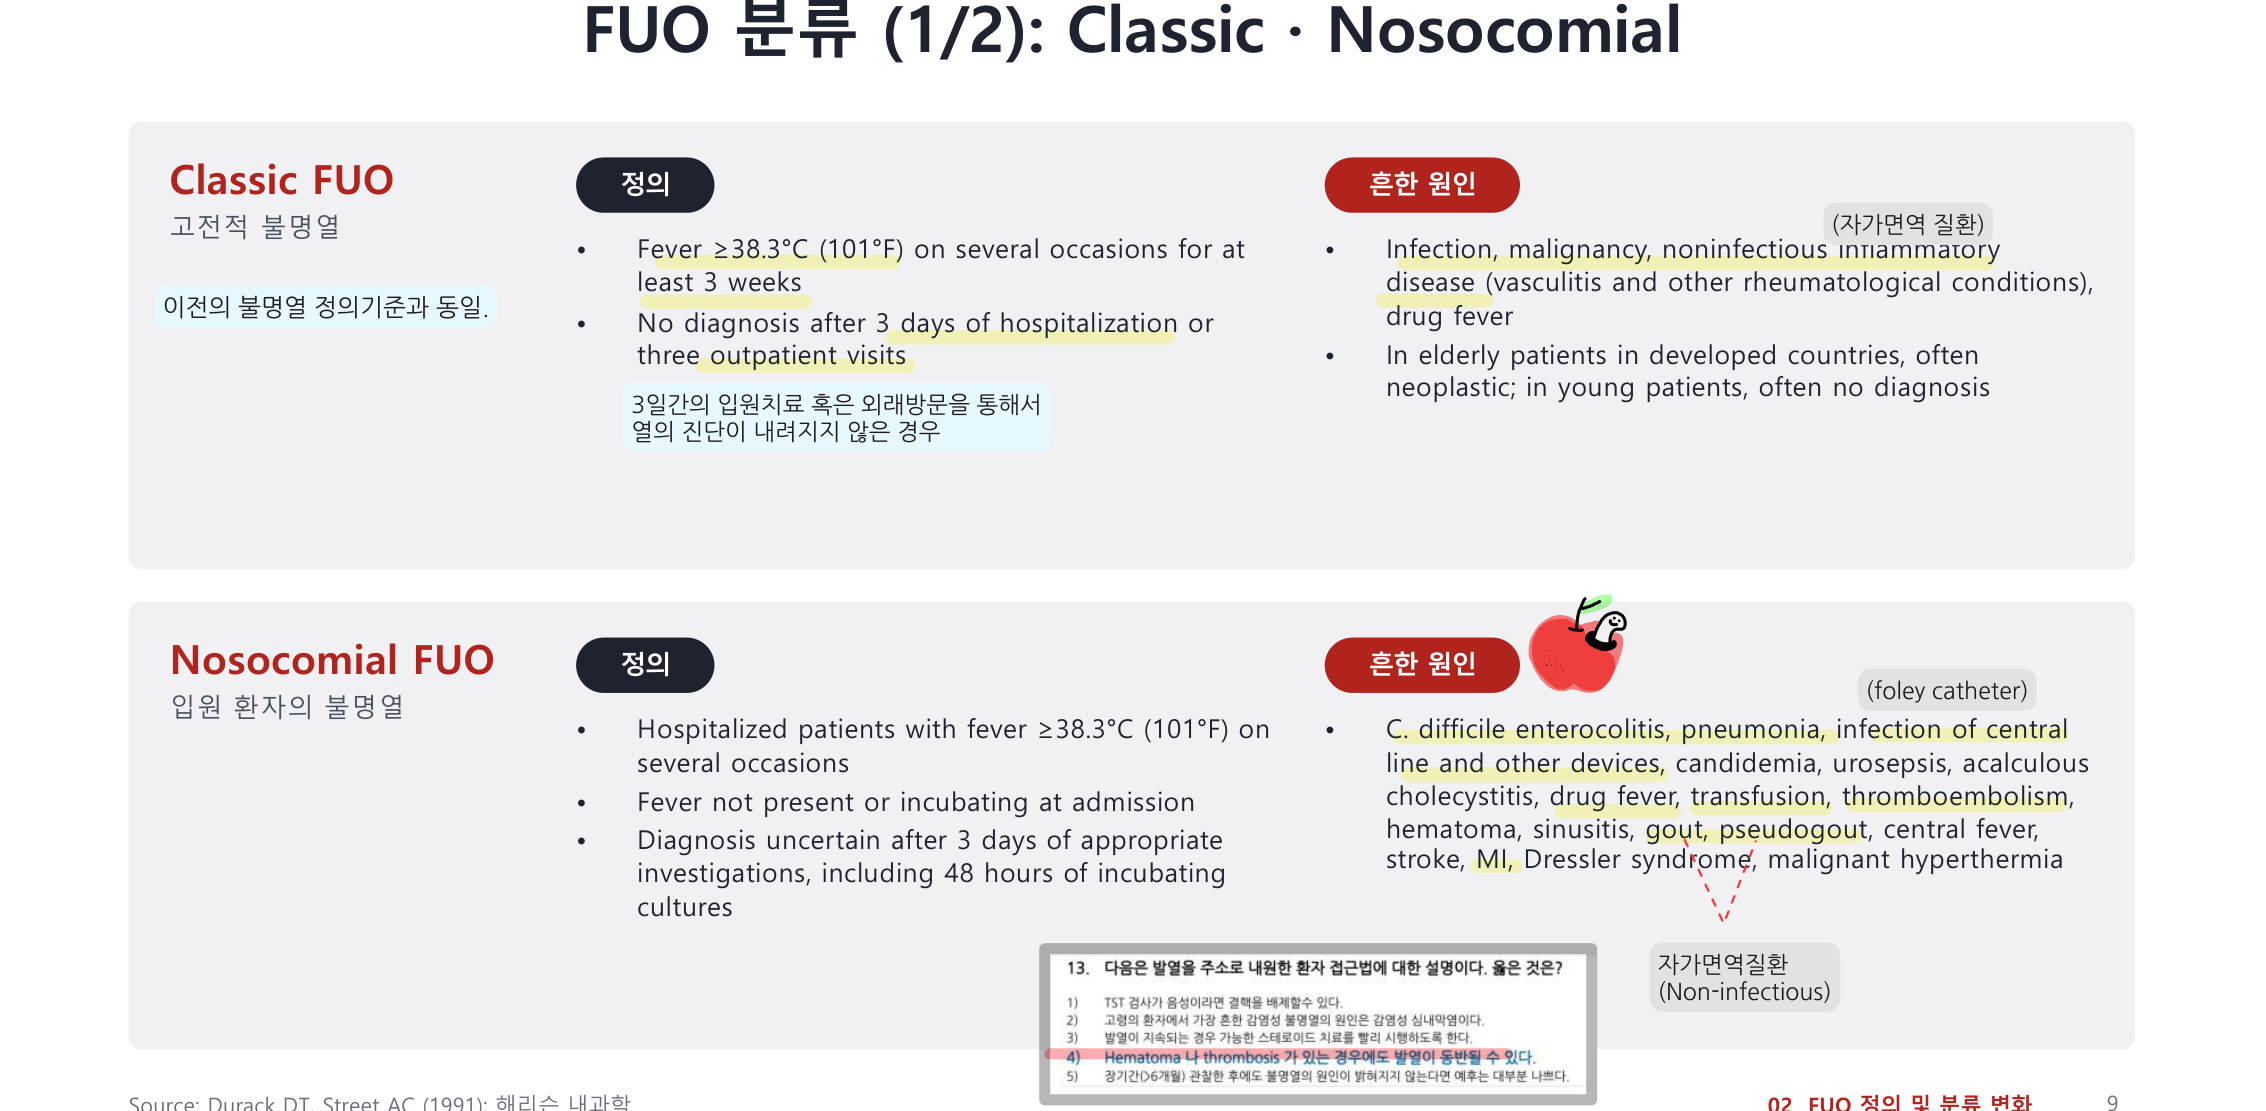 FUO 분류 (1/2): Classic · Nosocomial
Classic FUO
고전적 불명열
이전의 불명열 정의기준과 동일.
정의
• Fever ≥38.3°C (101°F) on several occasions for at
least 3 weeks
• No diagnosis after 3 days of hospitalization or
three outpatient visits
3일간의 입원치료 혹은 외래방문을 통해서
열의 진단이 내려지지 않은 경우
흔한 원인
(자가면역 질환)
• Infection, malignancy, noninfectious inflammatory
disease (vasculitis and other rheumatological conditions),
drug fever
• In elderly patients in developed countries, often
neoplastic; in young patients, often no diagnosis
Nosocomial FUO
입원 환자의 불명열
정의
• Hospitalized patients with fever ≥38.3°C (101°F) on
several occasions
• Fever not present or incubating at admission
• Diagnosis uncertain after 3 days of appropriate
investigations, including 48 hours of incubating
cultures
흔한 원인
(foley catheter)
• C. difficile enterocolitis, pneumonia, infection of central
line and other devices, candidemia, urosepsis, acalculous
cholecystitis, drug fever, transfusion, thromboembolism,
hematoma, sinusitis, gout, pseudogout, central fever,
stroke, MI, Dressler syndrome, malignant hyperthermia
자가면역질환
(Non-infectious)
13. 다음은 발열을 주소로 내원한 환자 접근법에 대한 설명이다. 옳은 것은?
1) TST 검사가 음성이라면 결핵을 배제할수 있다.
2) 고령의 환자에서 가장 흔한 감염성 불명열의 원인은 감염성 심내막염이다.
3) 발열이 지속되는 경우 가능한 스테로이드 치료를 빨리 시행하도록 한다.
4) Hematoma 나 thrombosis 가 있는 경우에도 발열이 동반될 수 있다.
5) 장기간(>6개월) 관찰한 후에도 불명열의 원인이 밝혀지지 않는다면 예후는 대부분 나쁘다.
Source: Durack DT, Street AC (1991); 해리슨 내과학
02 FUO 정의 및 분류 변화
9